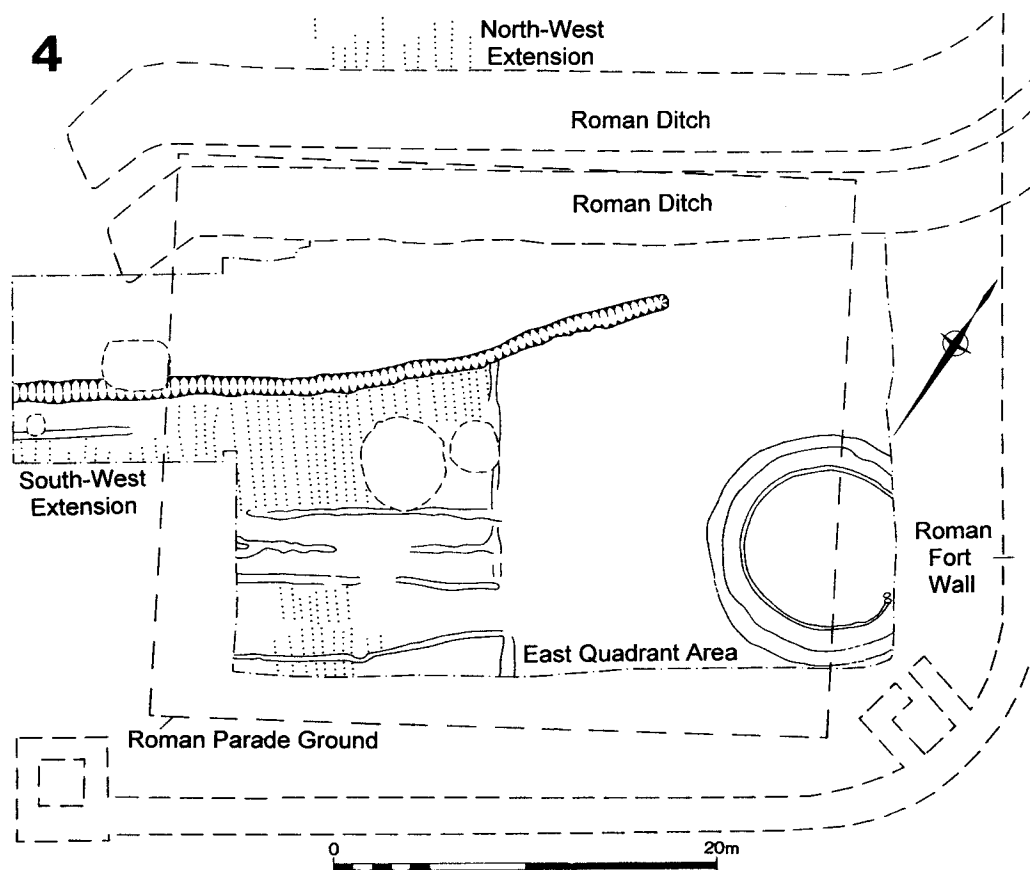 4
North-West
Extension
Roman Ditch
Roman Ditch
South-West
Extension
Roman
Fort
Wall
East Quadrant Area
Roman Parade Ground
0
20m